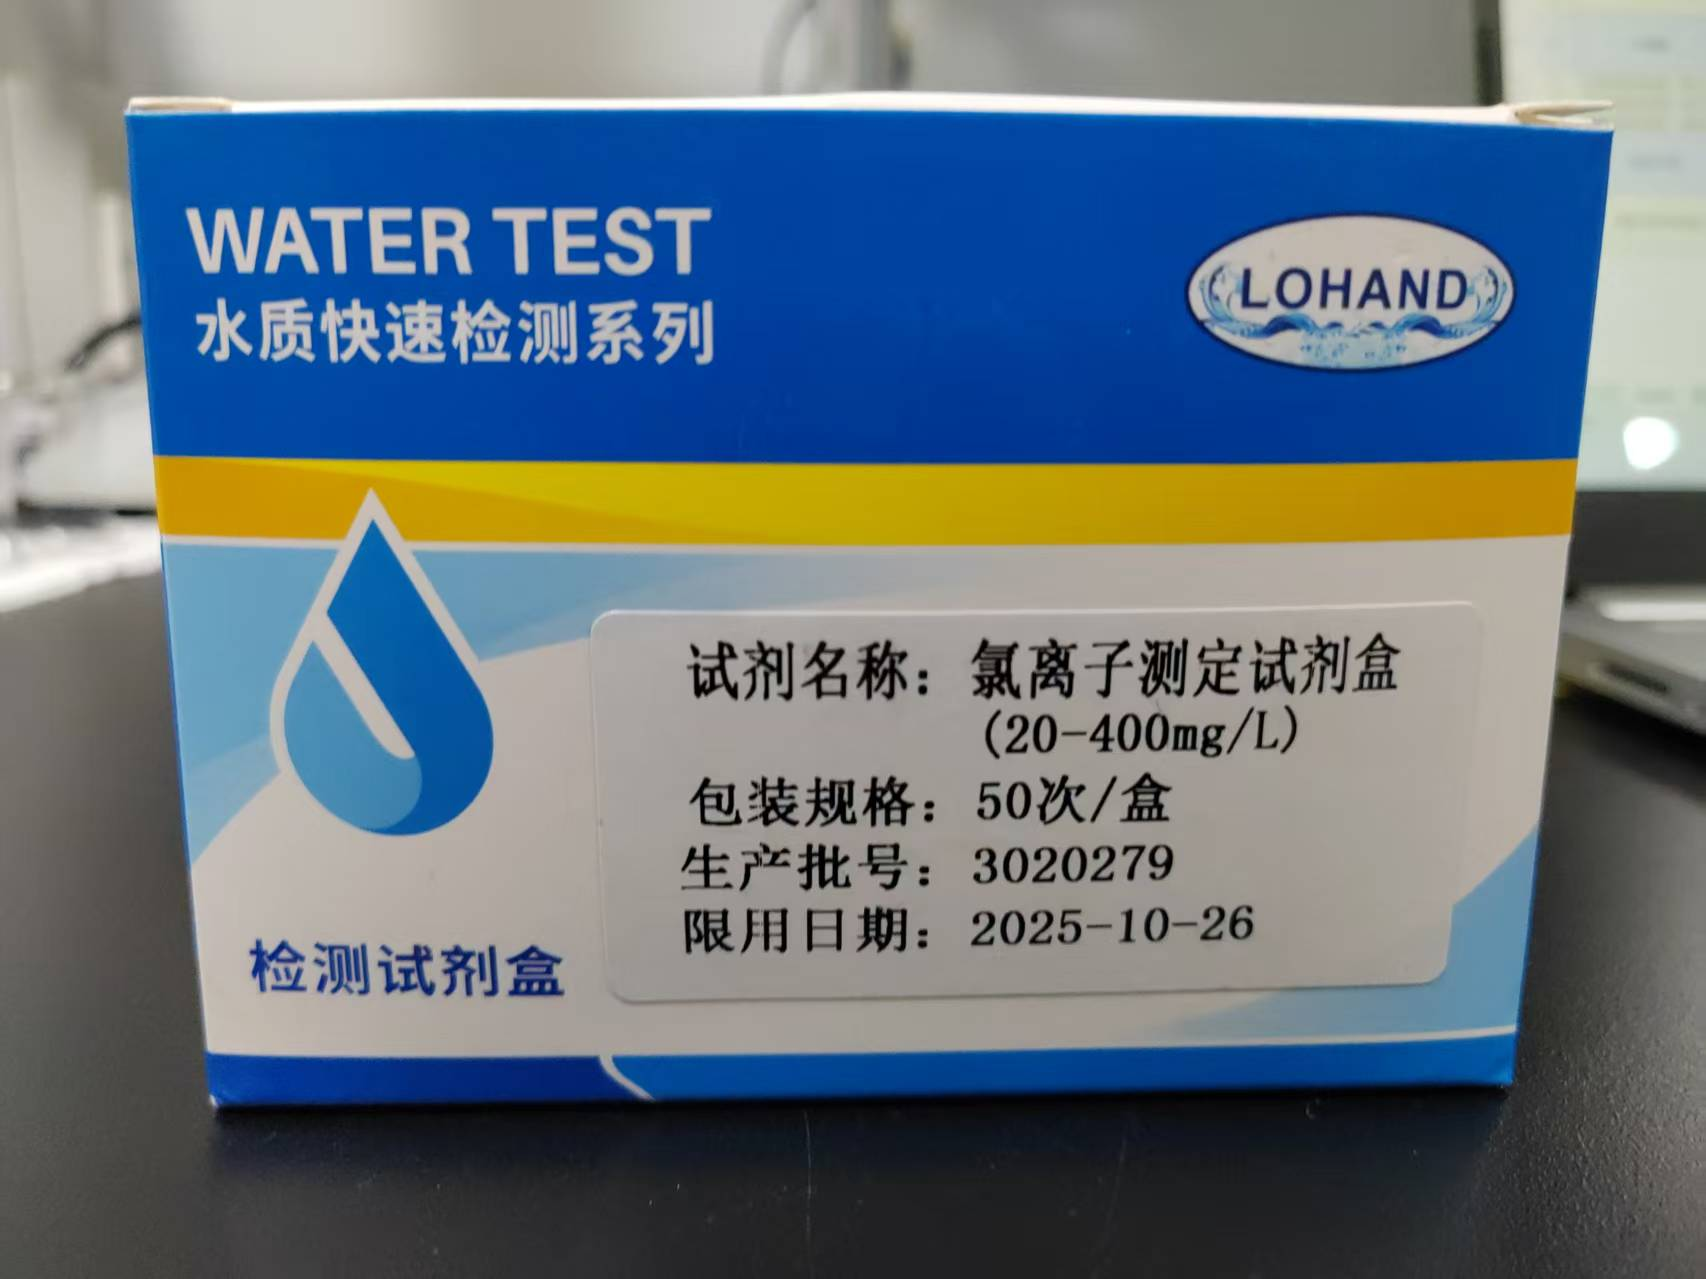 WATER TEST
水质快速检测系列
LOHAND
试剂名称：氯离子测定试剂盒
(20-400mg/L)
包装规格：50次/盒
生产批号：3020279
限用日期：2025-10-26
检测试剂盒